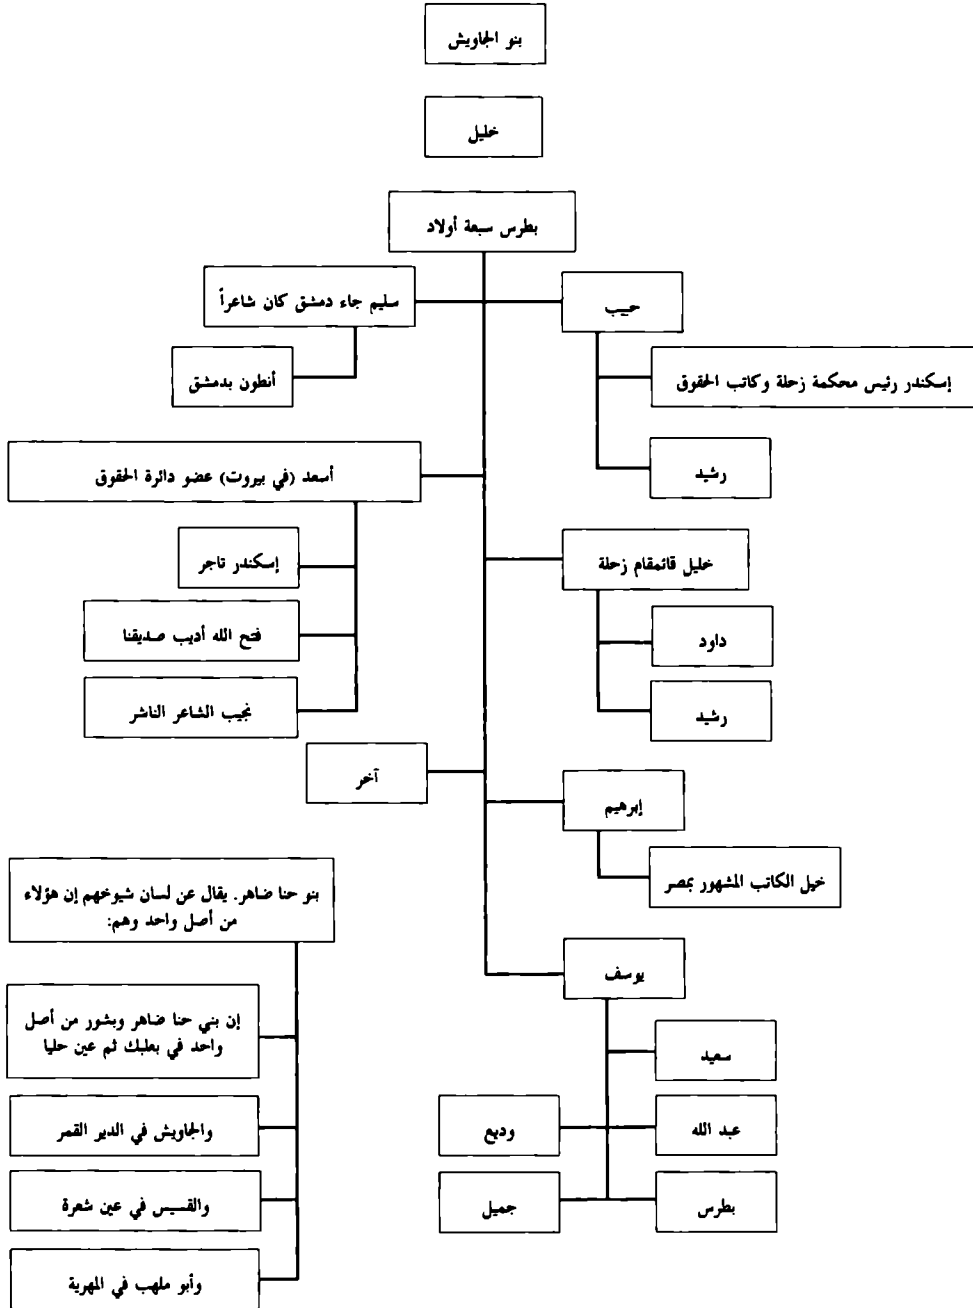 بنو الجاويش
خليل
بطرس سبعة أولاد
حبيب
سليم جاء دمشق كان شاعراً
إسكندر رئيس محكمة زحلة وكاتب الحقوق
أنطون بدمشق
رشيد
أسعد (في بيروت) عضو دائرة الحقوق
خليل قائمقام زحلة
إسكندر تاجر
داود
فتح الله أديب صديقنا
رشيد
نجيب الشاعر الناشر
آخر
إبرهيم
خيل الكاتب المشهور بمصر
بنو حنا ضاهر. يقال عن لسان شيوخهم إن هؤلاء
من أصل واحد وهم:
يوسف
إن بني حنا ضاهر وبشور من أصل
واحد في بعلبك ثم عين حليا
سعيد
عبد الله
وديع
والجاويش في الدير القمر
بطرس
جميل
والقسيس في عين شعرة
وأبو ملهب في المهرية